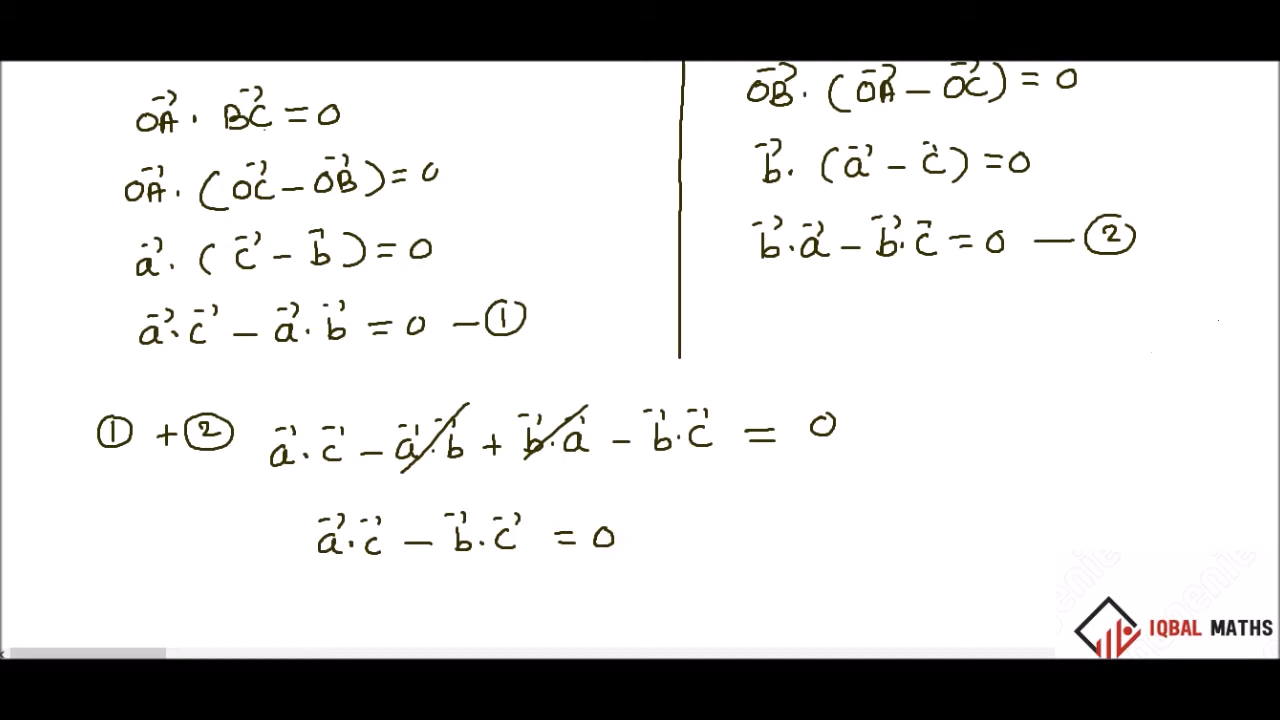 OA⃗ · BC⃗ = 0
OA⃗ · (OC⃗ − OB⃗) = 0
a⃗ · (c⃗ − b⃗) = 0
a⃗·c⃗ − a⃗·b⃗ = 0 — ①
OB⃗ · (OA⃗ − OC⃗) = 0
b⃗ · (a⃗ − c⃗) = 0
b⃗·a⃗ − b⃗·c⃗ = 0 — ②
① + ② a⃗·c⃗ − a⃗·b⃗ + b⃗·a⃗ − b⃗·c⃗ = 0
a⃗·c⃗ − b⃗·c⃗ = 0
IQBAL MATHS